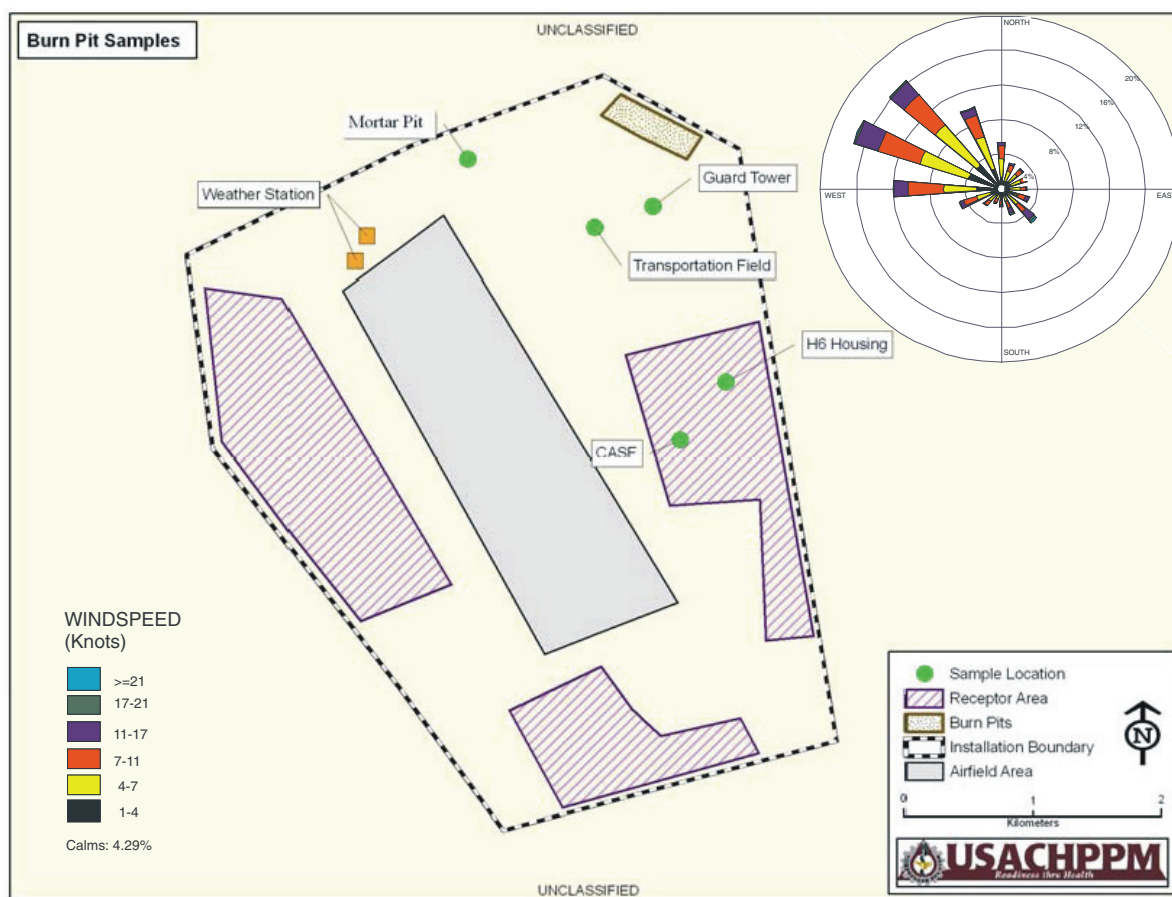 Burn Pit Samples
UNCLASSIFIED
NORTH
20%
16%
12%
8%
4%
WEST
EAST
SOUTH
Mortar Pit
Guard Tower
Weather Station
Transportation Field
H6 Housing
CASF
WINDSPEED
(Knots)
>=21
17-21
11-17
7-11
4-7
1-4
Calms: 4.29%
Sample Location
Receptor Area
Burn Pits
Installation Boundary
Airfield Area
N
0 1 2
Kilometers
USACHPPM
Readiness thru Health
UNCLASSIFIED